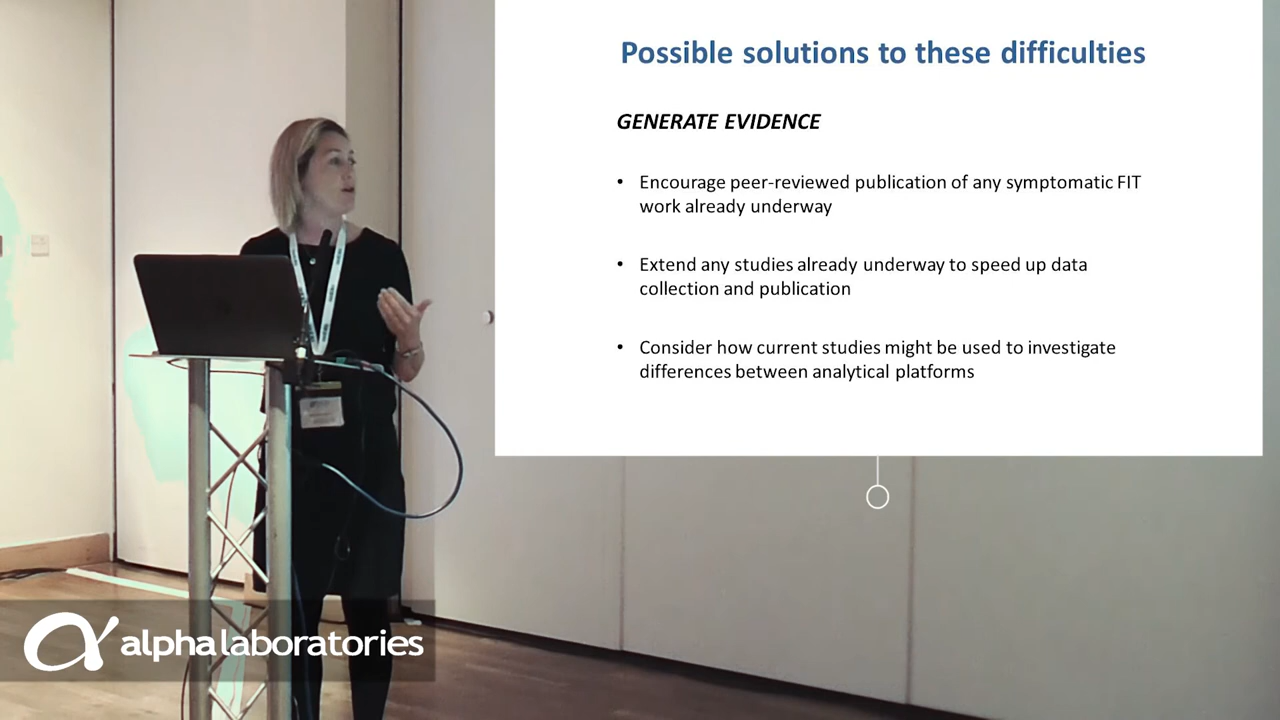 Possible solutions to these difficulties
GENERATE EVIDENCE
• Encourage peer-reviewed publication of any symptomatic FIT
work already underway
• Extend any studies already underway to speed up data
collection and publication
• Consider how current studies might be used to investigate
differences between analytical platforms
alphalaboratories